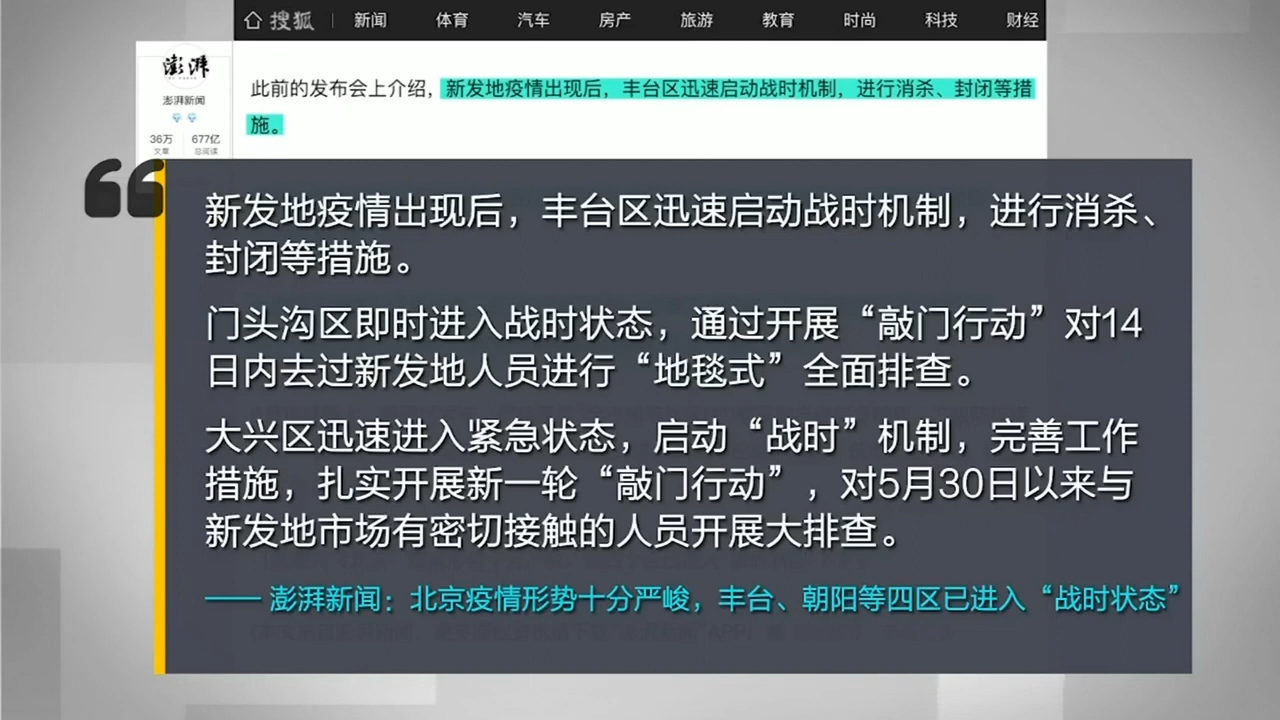 搜狐 新闻 体育 汽车 房产 旅游 教育 时尚 科技 财经
澎湃
澎湃新闻
36万 677亿
文章 总阅读
此前的发布会上介绍，新发地疫情出现后，丰台区迅速启动战时机制，进行消杀、封闭等措
施。
新发地疫情出现后，丰台区迅速启动战时机制，进行消杀、
封闭等措施。
门头沟区即时进入战时状态，通过开展“敲门行动”对14
日内去过新发地人员进行“地毯式”全面排查。
大兴区迅速进入紧急状态，启动“战时”机制，完善工作
措施，扎实开展新一轮“敲门行动”，对5月30日以来与
新发地市场有密切接触的人员开展大排查。
—— 澎湃新闻：北京疫情形势十分严峻，丰台、朝阳等四区已进入“战时状态”